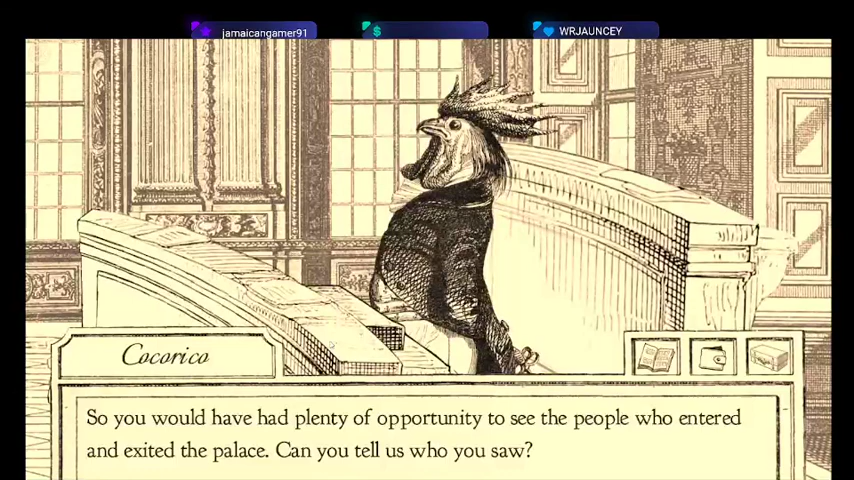 jamaicangamer91
$
WRJAUNCEY
Cocorico
So you would have had plenty of opportunity to see the people who entered
and exited the palace. Can you tell us who you saw?